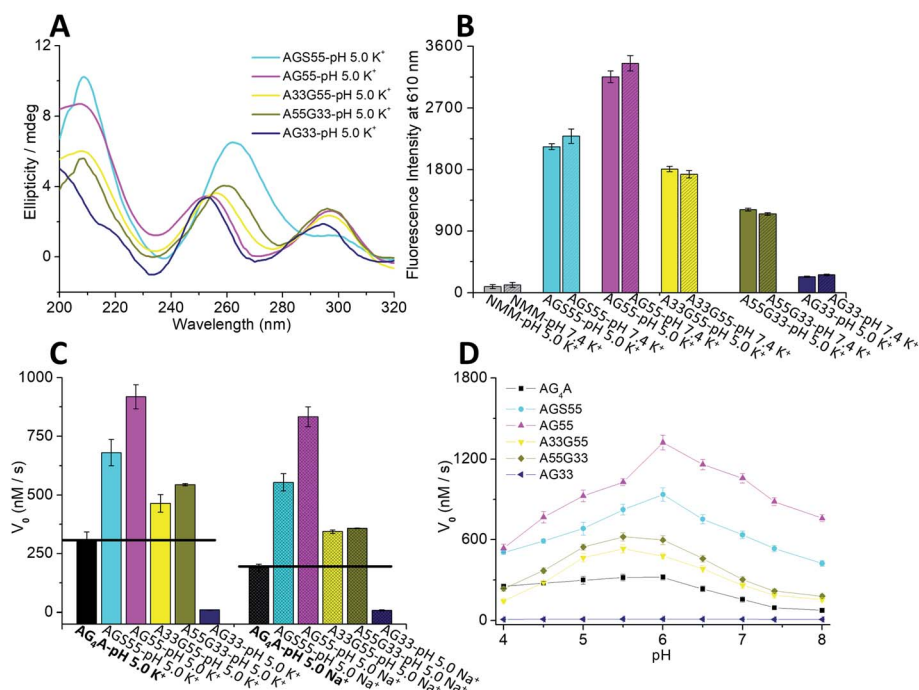 A
12
8
4
0
Ellipticity / mdeg
200
220
240
260
280
300
320
Wavelength (nm)
AGS55-pH 5.0 K⁺
AG55-pH 5.0 K⁺
A33G55-pH 5.0 K⁺
A55G33-pH 5.0 K⁺
AG33-pH 5.0 K⁺
B
3600
2700
1800
900
0
Fluorescence Intensity at 610 nm
NMM-pH 5.0 K⁺
NMM-pH 7.4 K⁺
AGS55-pH 5.0 K⁺
AGS55-pH 7.4 K⁺
AG55-pH 5.0 K⁺
AG55-pH 7.4 K⁺
A33G55-pH 5.0 K⁺
A33G55-pH 7.4 K⁺
A55G33-pH 5.0 K⁺
A55G33-pH 7.4 K⁺
AG33-pH 5.0 K⁺
AG33-pH 7.4 K⁺
C
1000
750
500
250
0
V₀ (nM / s)
AG₄A-pH 5.0 K⁺
AGS55-pH 5.0 K⁺
AG55-pH 5.0 K⁺
A33G55-pH 5.0 K⁺
A55G33-pH 5.0 K⁺
AG33-pH 5.0 K⁺
AG₄A-pH 5.0 Na⁺
AGS55-pH 5.0 Na⁺
AG55-pH 5.0 Na⁺
A33G55-pH 5.0 Na⁺
A55G33-pH 5.0 Na⁺
AG33-pH 5.0 Na⁺
D
1800
1200
600
0
V₀ (nM / s)
4
5
6
7
8
pH
AG₄A
AGS55
AG55
A33G55
A55G33
AG33